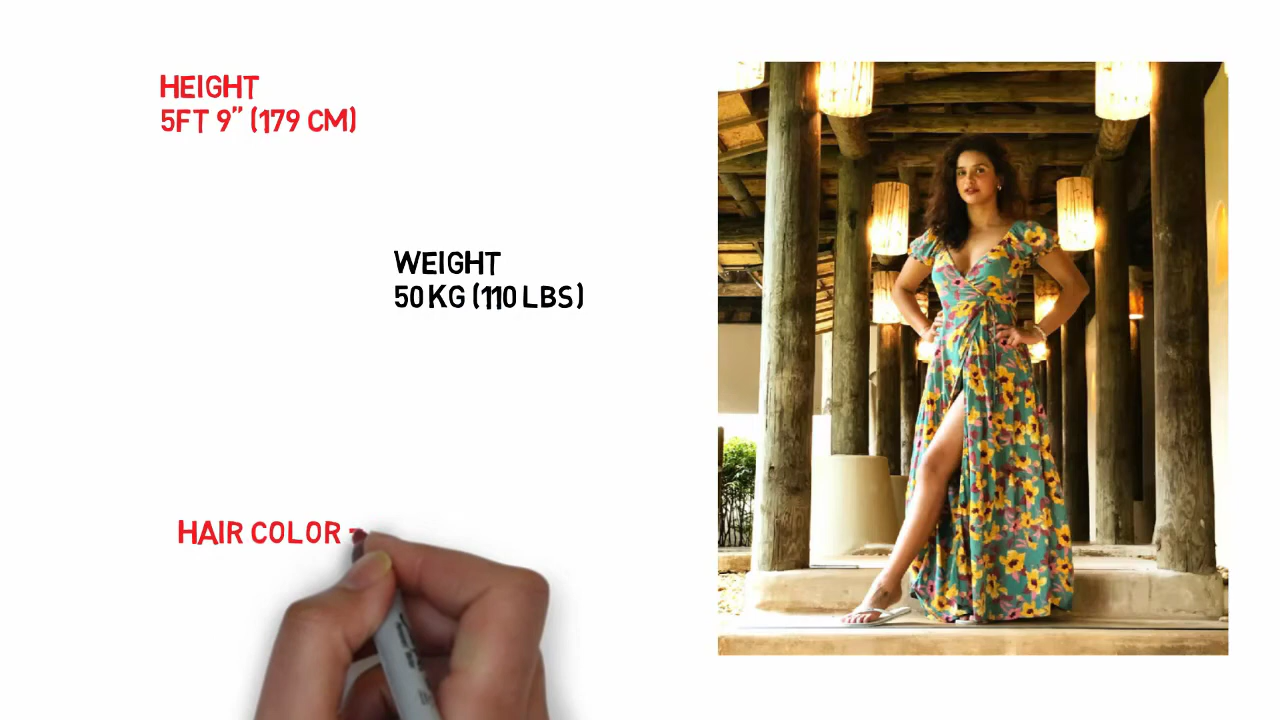 HEIGHT
5FT 9" (179 CM)
WEIGHT
50 KG (110 LBS)
HAIR COLOR -